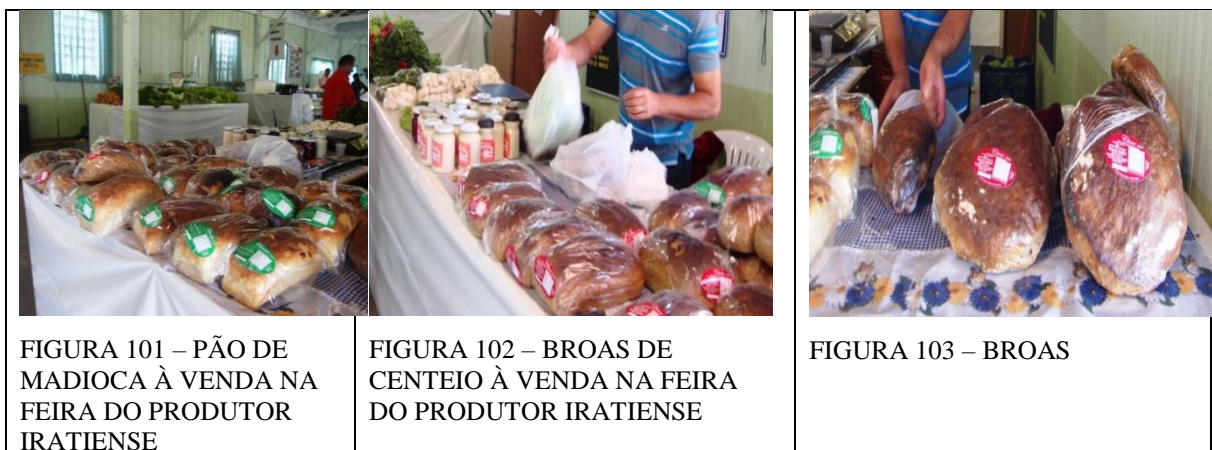 FIGURA 101 – PÃO DE
MADIOCA À VENDA NA
FEIRA DO PRODUTOR
IRATIENSE
FIGURA 102 – BROAS DE
CENTEIO À VENDA NA FEIRA
DO PRODUTOR IRATIENSE
FIGURA 103 – BROAS